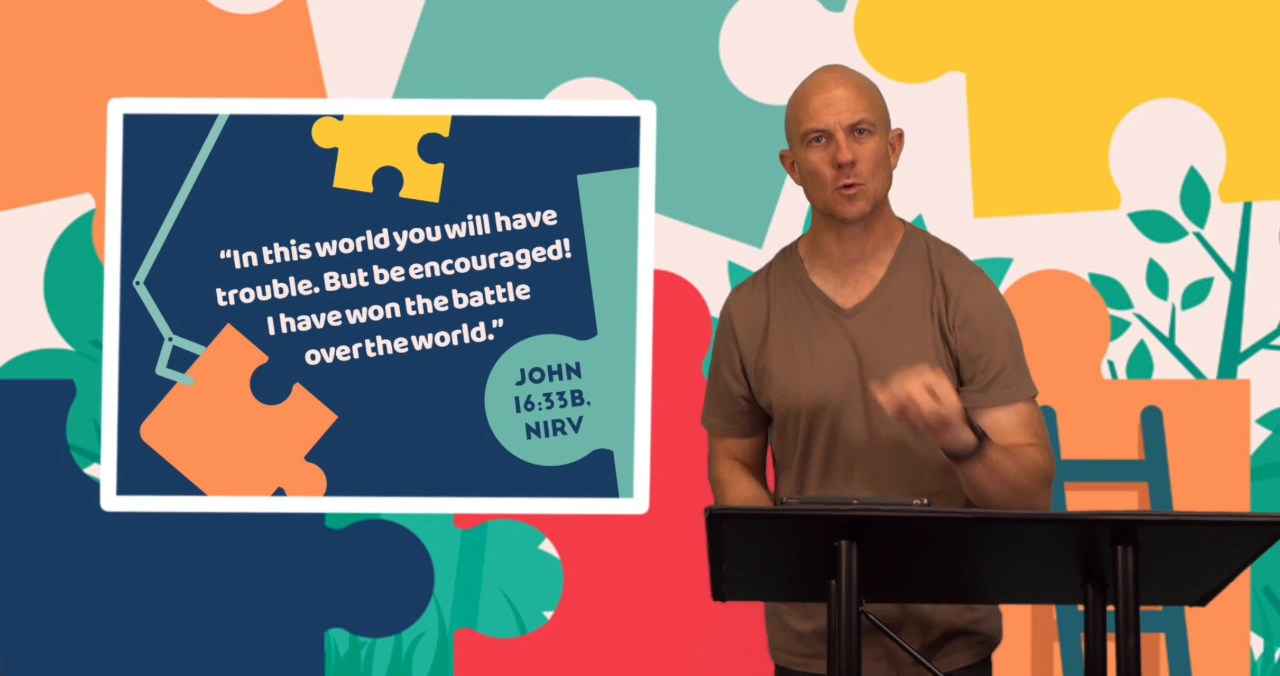 “In this world you will have
trouble. But be encouraged!
I have won the battle
over the world.”
JOHN
16:33B,
NIRV